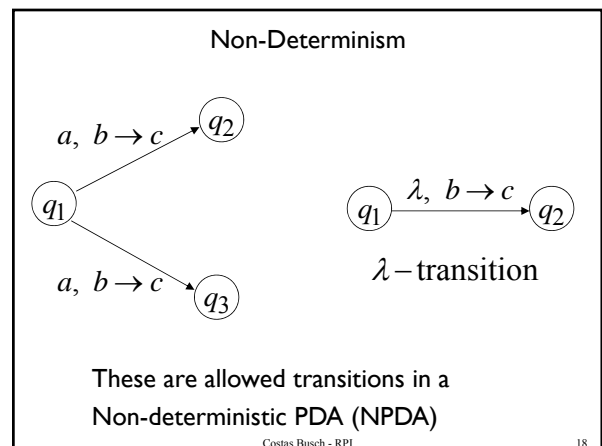 Non-Determinism
a, b → c
q2
q1
a, b → c
q3
q1
λ, b → c
q2
λ – transition
These are allowed transitions in a
Non-deterministic PDA (NPDA)
Costas Busch - RPI
18